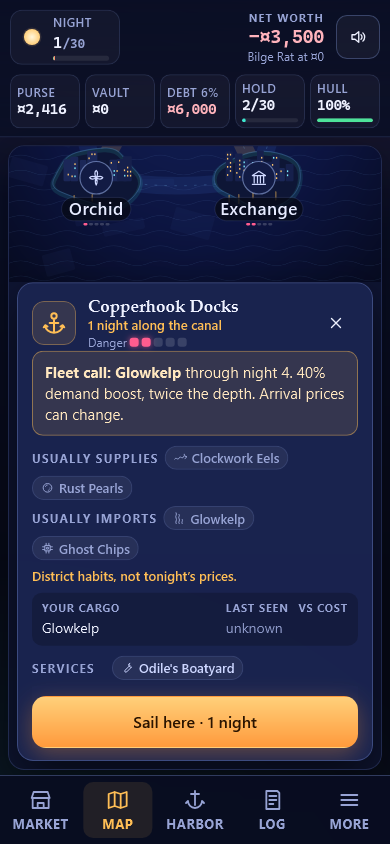 NIGHT
1/30
NET WORTH
−¤3,500
Bilge Rat at ¤0
PURSE
¤2,416
VAULT
¤0
DEBT 6%
¤6,000
HOLD
2/30
HULL
100%
Orchid
Exchange
Copperhook Docks
1 night along the canal
Danger
Fleet call: Glowkelp through night 4. 40%
demand boost, twice the depth. Arrival prices
can change.
USUALLY SUPPLIES Clockwork Eels
Rust Pearls
USUALLY IMPORTS Glowkelp
Ghost Chips
District habits, not tonight's prices.
YOUR CARGO LAST SEEN VS COST
Glowkelp unknown
SERVICES Odile's Boatyard
Sail here · 1 night
MARKET MAP HARBOR LOG MORE